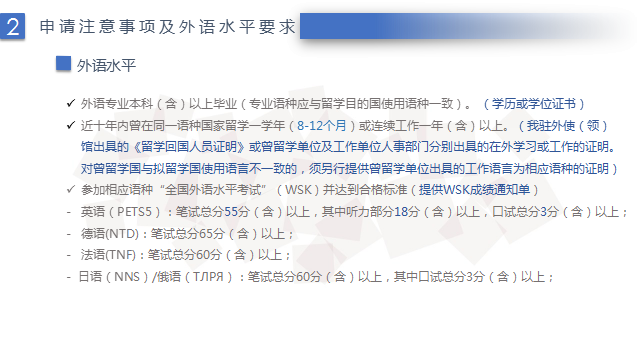 2 申请注意事项及外语水平要求
外语水平
✓ 外语专业本科（含）以上毕业（专业语种应与留学目的国使用语种一致）。（学历或学位证书）
✓ 近十年内曾在同一语种国家留学一学年（8-12个月）或连续工作一年（含）以上。（我驻外使（领）
馆出具的《留学回国人员证明》或曾留学单位及工作单位人事部门分别出具的在外学习或工作的证明。
对曾留学国与拟留学国使用语言不一致的，须另行提供曾留学单位出具的工作语言为相应语种的证明）
✓ 参加相应语种“全国外语水平考试”（WSK）并达到合格标准（提供WSK成绩通知单）
- 英语（PETS5）：笔试总分55分（含）以上，其中听力部分18分（含）以上，口试总分3分（含）以上；
- 德语(NTD)：笔试总分65分（含）以上；
- 法语(TNF)：笔试总分60分（含）以上；
- 日语（NNS）/俄语（ТЛРЯ）：笔试总分60分（含）以上，其中口试总分3分（含）以上；